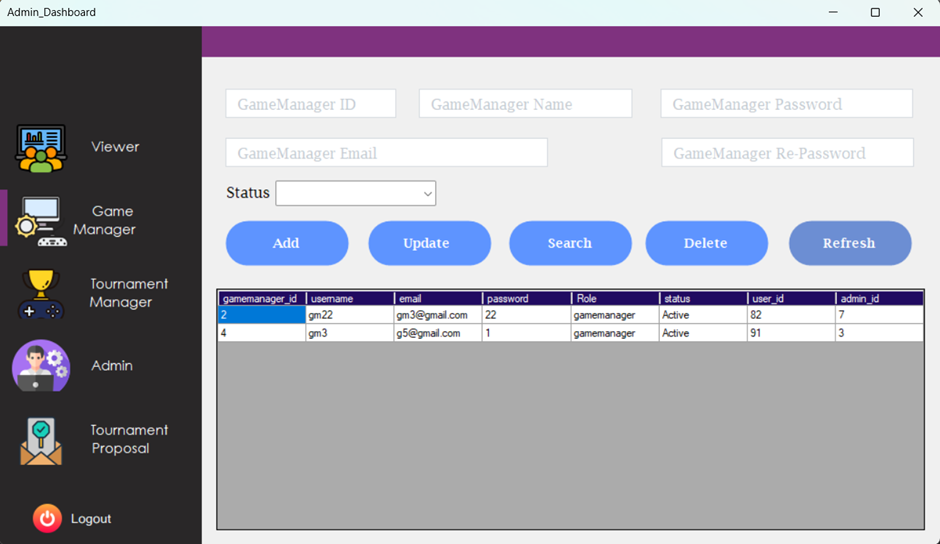 Admin_Dashboard
Viewer
Game
Manager
Tournament
Manager
Admin
Tournament
Proposal
Logout
GameManager ID GameManager Name GameManager Password
GameManager Email GameManager Re-Password
Status
Add Update Search Delete Refresh
gamemanager_id username email password Role status user_id admin_id
2 gm22 gm3@gmail.com 22 gamemanager Active 82 7
4 gm3 g5@gmail.com 1 gamemanager Active 91 3